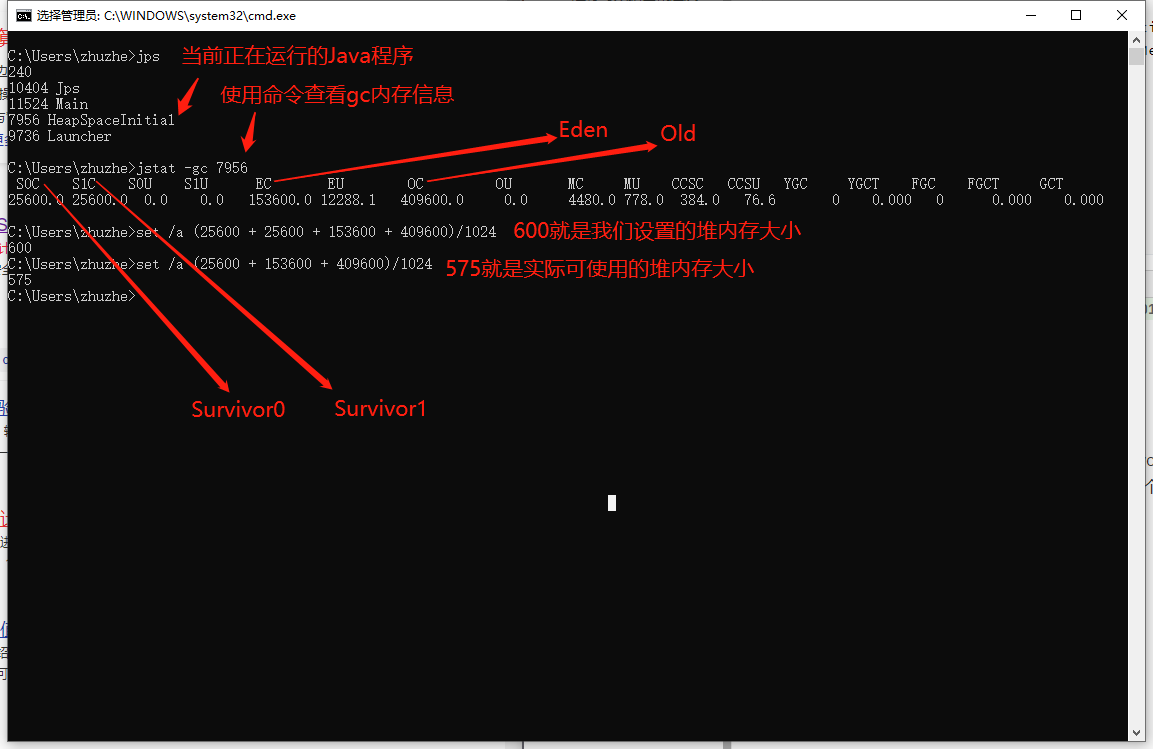 选择管理员: C:\WINDOWS\system32\cmd.exe
C:\Users\zhuzhe>jps 当前正在运行的Java程序
240
10404 Jps
使用命令查看gc内存信息
11524 Main
7956 HeapSpaceInitial
9736 Launcher
Eden Old
C:\Users\zhuzhe>jstat -gc 7956
S0C S1C S0U S1U EC EU OC OU MC MU CCSC CCSU YGC YGCT FGC FGCT GCT
25600.0 25600.0 0.0 0.0 153600.0 12288.1 409600.0 0.0 4480.0 778.0 384.0 76.6 0 0.000 0 0.000 0.000
C:\Users\zhuzhe>set /a (25600 + 25600 + 153600 + 409600)/1024 600就是我们设置的堆内存大小
600
C:\Users\zhuzhe>set /a (25600 + 153600 + 409600)/1024 575就是实际可使用的堆内存大小
575
C:\Users\zhuzhe>
Survivor0 Survivor1